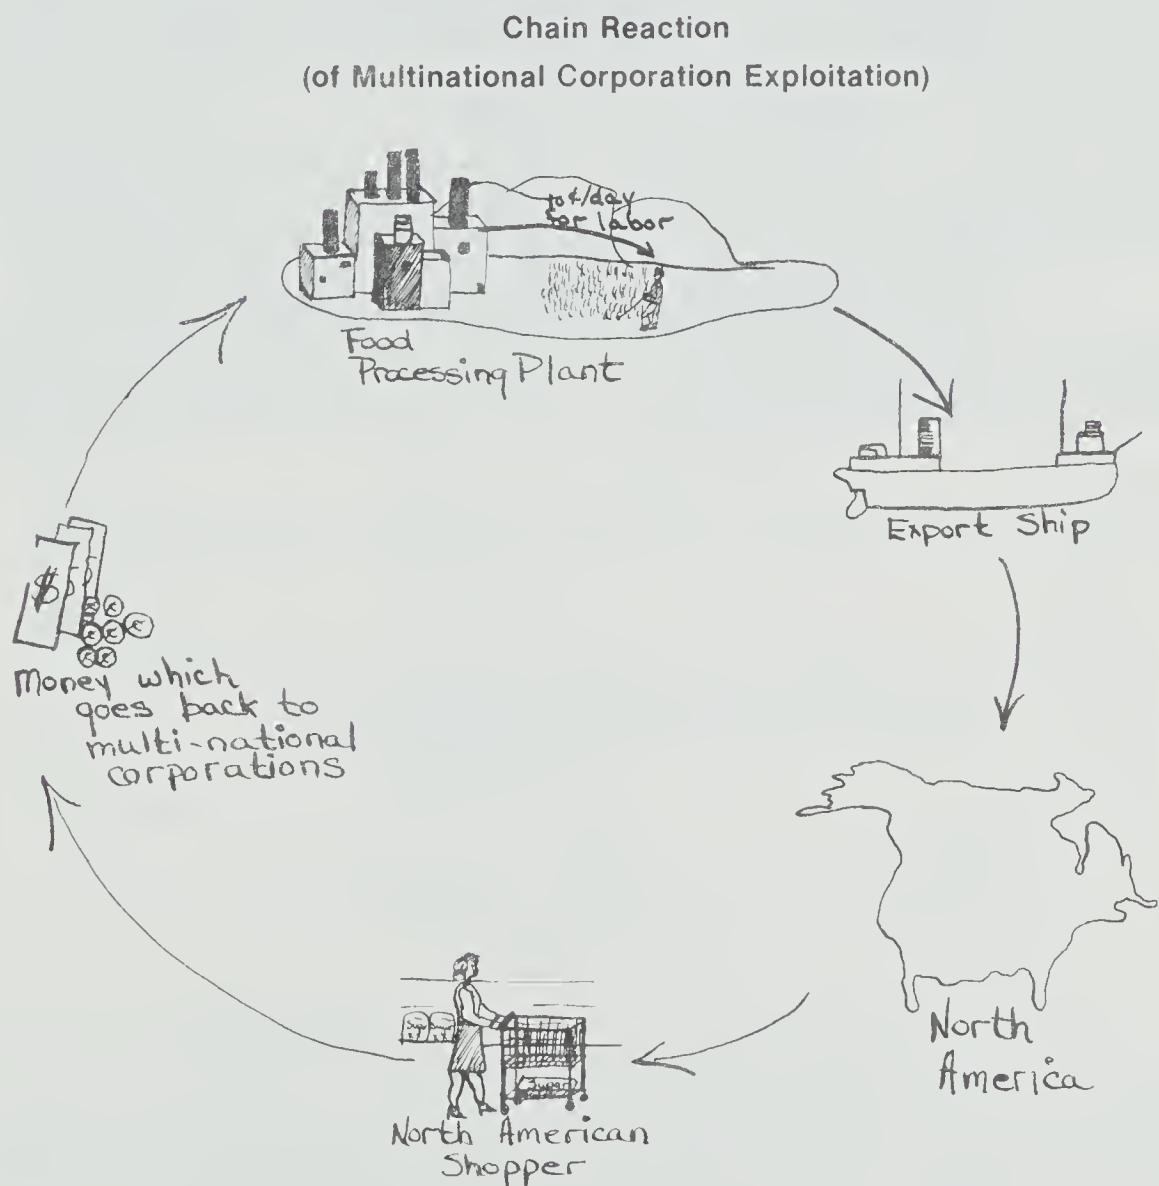 Chain Reaction
(of Multinational Corporation Exploitation)
¢/day
for labor
Food
Processing Plant
Export Ship
$
Money which
goes back to
multi-national
corporations
North
America
Sugar
North American
Shopper